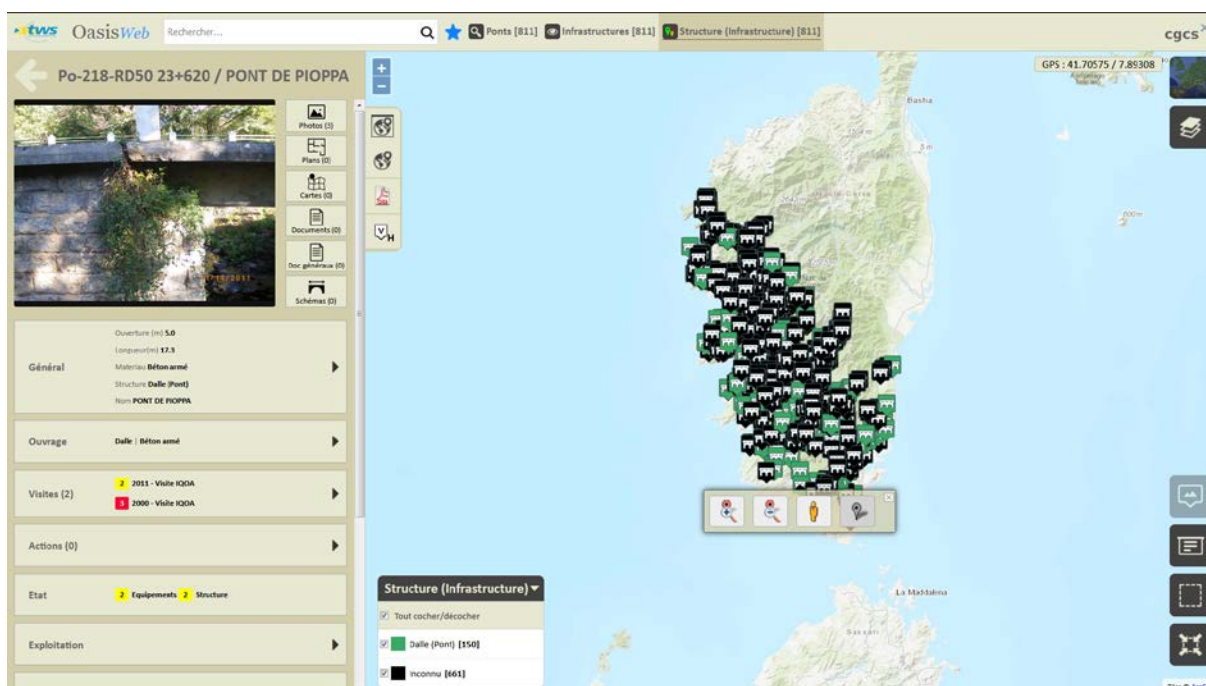 tws OasisWeb
Rechercher...
Ponts [811]
Infrastructures [811]
Structure (Infrastructure) [811]
cgcs
Po-218-RD50 23+620 / PONT DE PIOPPA
Photos (3)
Plans (0)
Cartes (0)
Documents (0)
Doc généraux (0)
Schémas (0)
Général
Ouverture (m) 5.0
Longueur(m) 17.3
Materiau Béton armé
Structure Dalle (Pont)
Nom PONT DE PIOPPA
Ouvrage
Dalle | Béton armé
Visites (2)
2 2011 - Visite IQOA
3 2000 - Visite IQOA
Actions (0)
Etat
2 Equipements 2 Structure
Exploitation
+
−
V
H
GPS : 41.70575 / 7.89308
Basha
La Maddalena
Sassari
Structure (Infrastructure)
Tout cocher/décocher
Dalle (Pont) [150]
Inconnu [661]